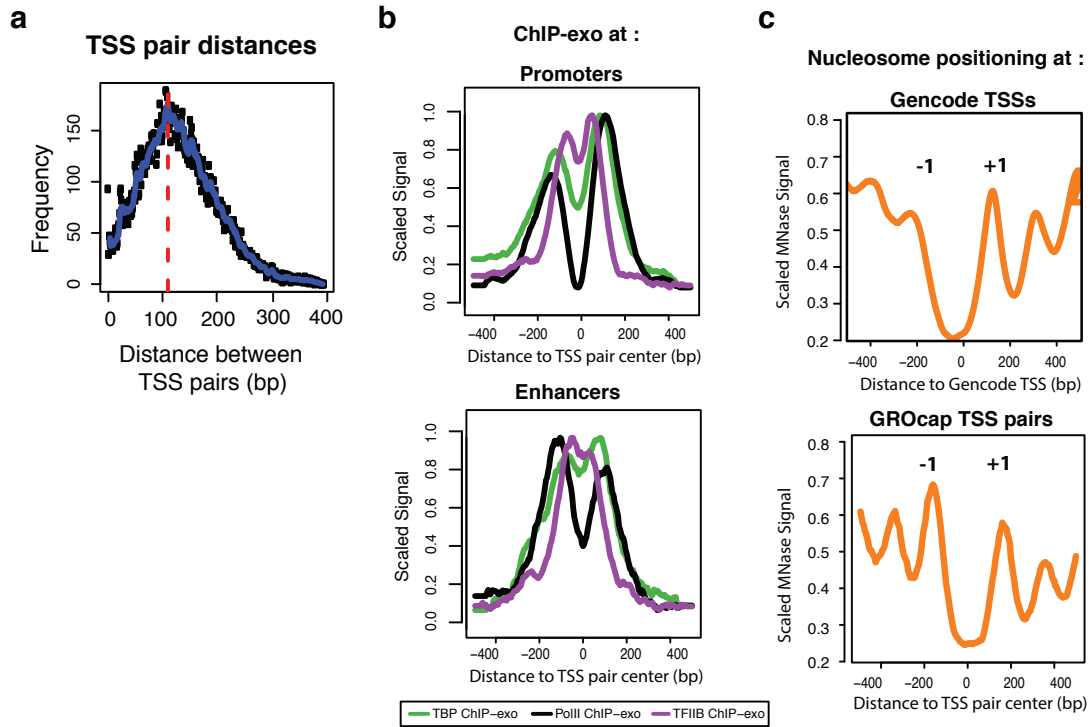 a
TSS pair distances
Frequency
150
100
50
0
0 100 200 300 400
Distance between
TSS pairs (bp)
b
ChIP-exo at :
Promoters
Scaled Signal
1.0
0.8
0.6
0.4
0.2
0.0
−400 −200 0 200 400
Distance to TSS pair center (bp)
Enhancers
Scaled Signal
1.0
0.8
0.6
0.4
0.2
0.0
−400 −200 0 200 400
Distance to TSS pair center (bp)
TBP ChIP−exo PolII ChIP−exo TFIIB ChIP−exo
c
Nucleosome positioning at :
Gencode TSSs
Scaled MNase Signal
0.8
0.7
0.6
0.5
0.4
0.3
0.2
-1 +1
−400 −200 0 200 400
Distance to Gencode TSS (bp)
GROcap TSS pairs
Scaled MNase Signal
0.8
0.7
0.6
0.5
0.4
0.3
0.2
-1 +1
−400 −200 0 200 400
Distance to TSS pair center (bp)